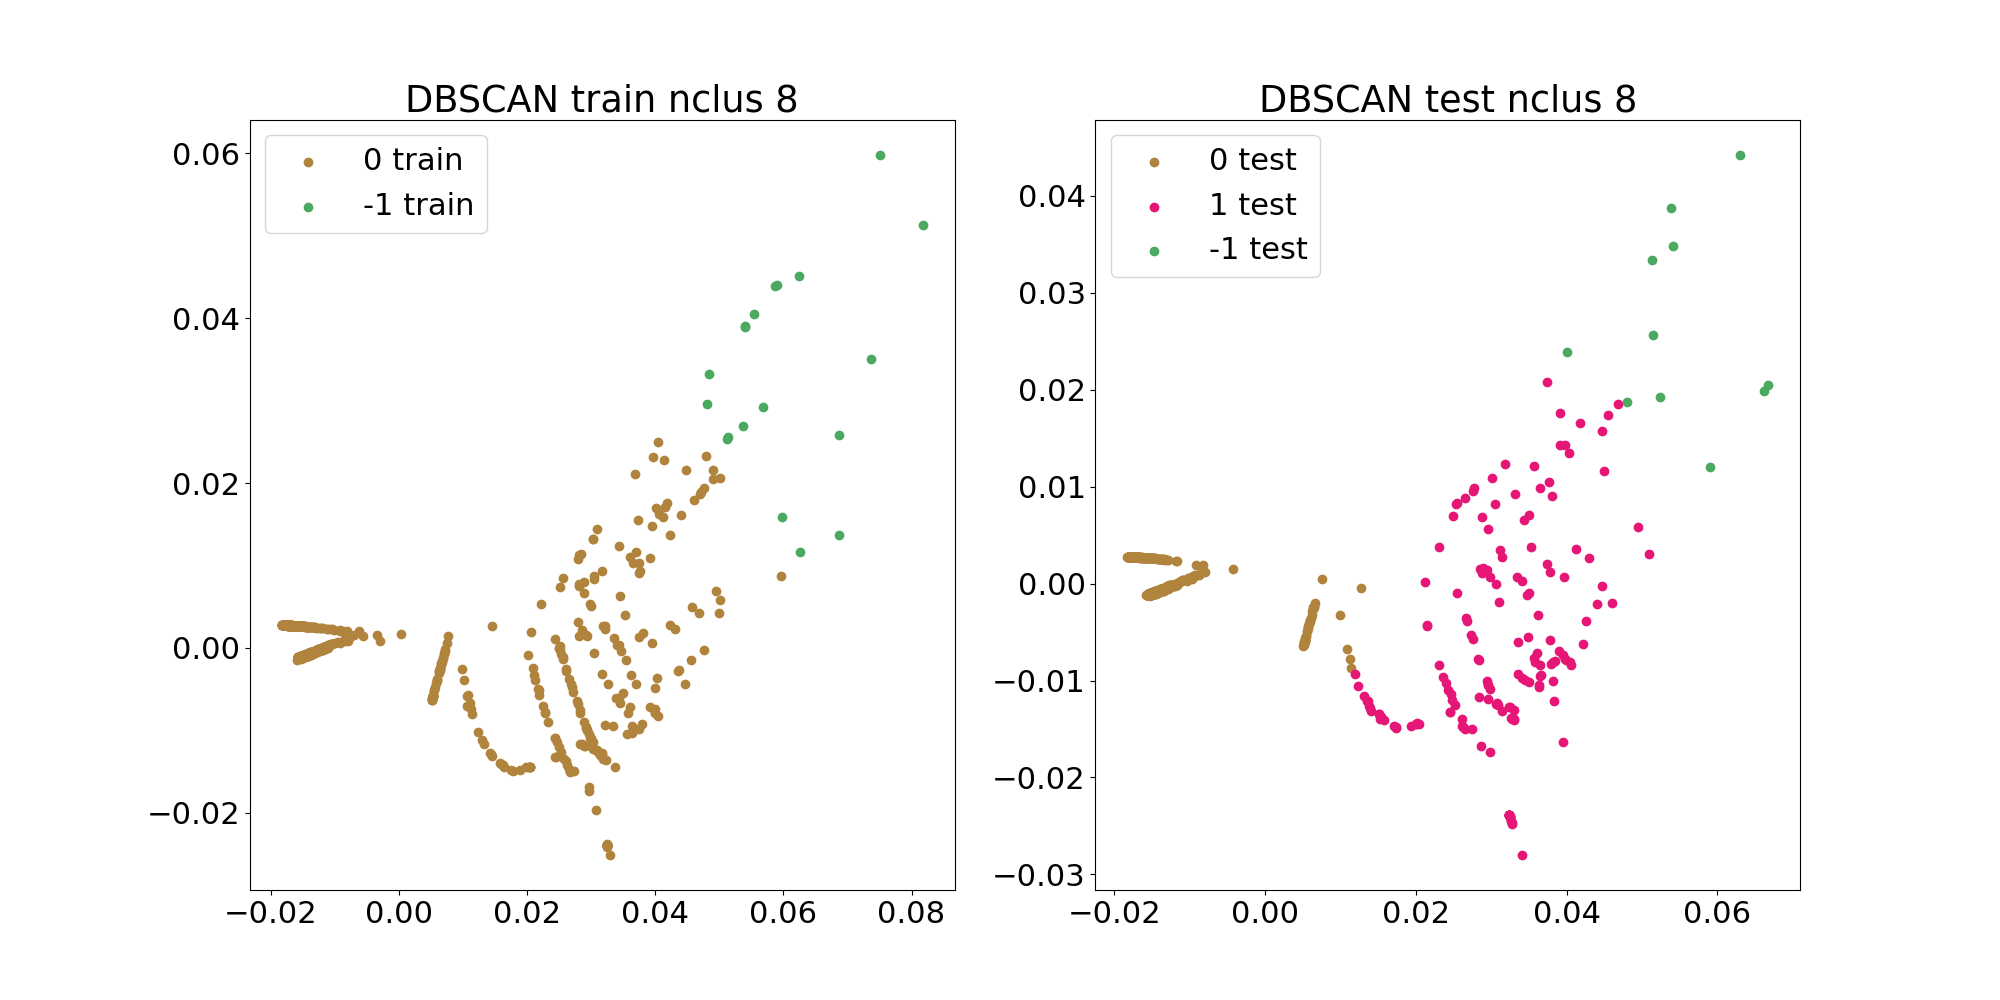 DBSCAN train nclus 8
0 train
-1 train
0.06
0.04
0.02
0.00
−0.02
−0.02 0.00 0.02 0.04 0.06 0.08
DBSCAN test nclus 8
0 test
1 test
-1 test
0.04
0.03
0.02
0.01
0.00
−0.01
−0.02
−0.03
−0.02 0.00 0.02 0.04 0.06